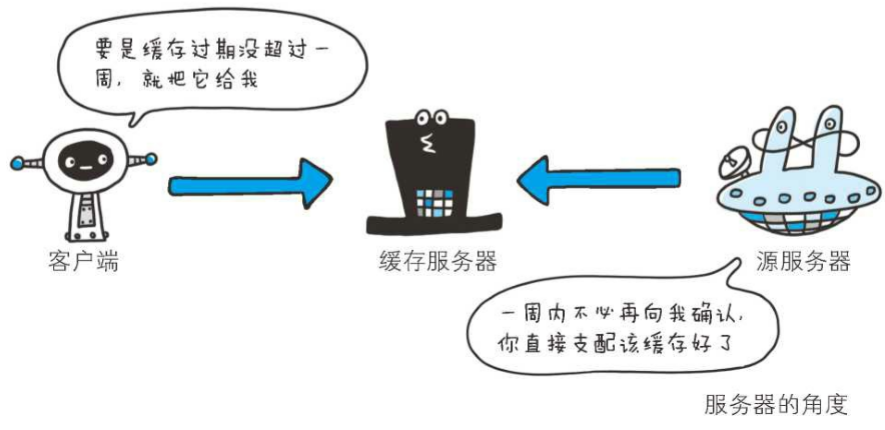 要是缓存过期没超过一
周，就把它给我
客户端
缓存服务器
源服务器
一周内不必再向我确认，
你直接支配该缓存好了
服务器的角度